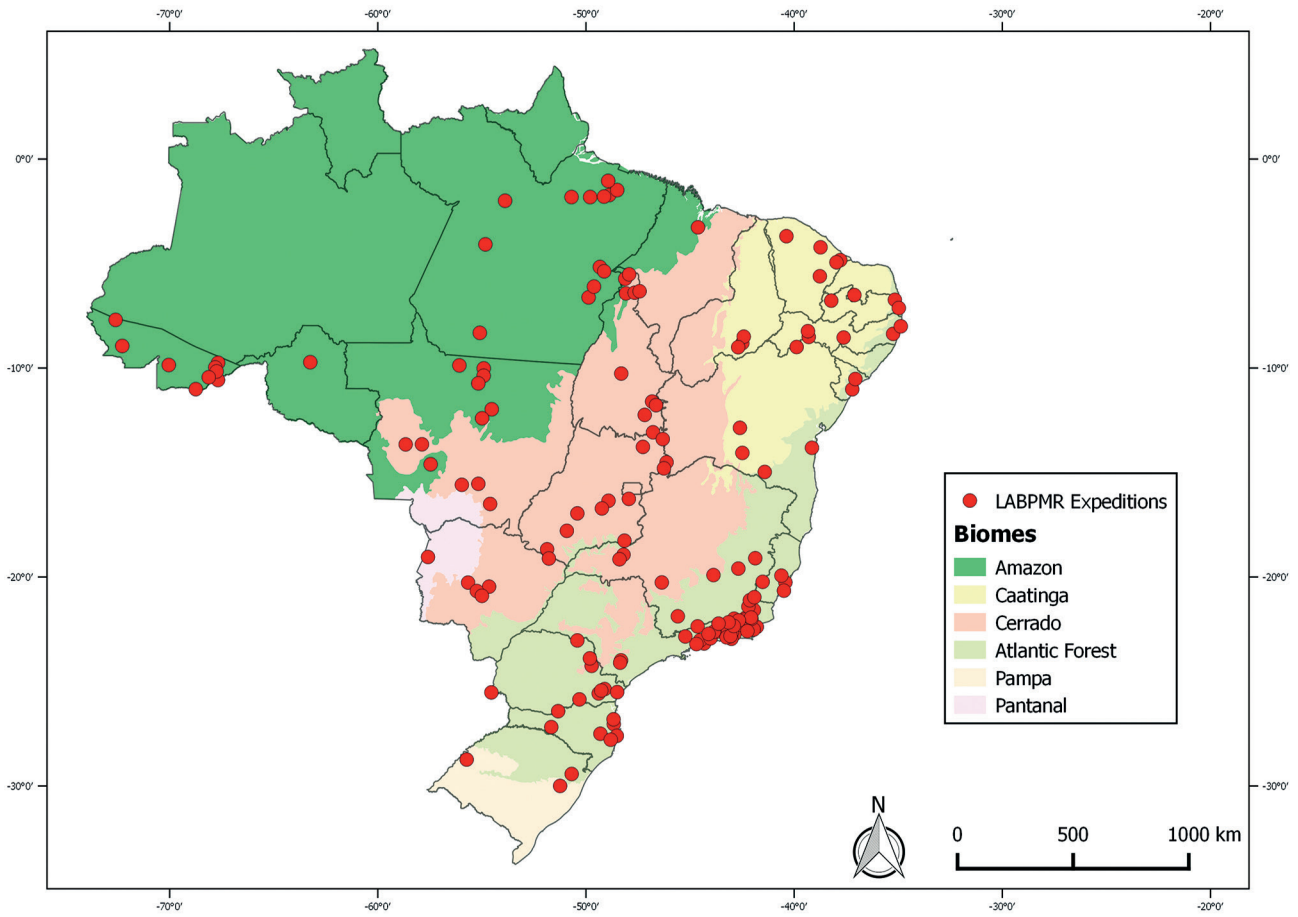 -70°0′ -60°0′ -50°0′ -40°0′ -30°0′ -20°0′
0°0′ 0°0′
-10°0′ -10°0′
LABPMR Expeditions
Biomes
Amazon
-20°0′ -20°0′
Caatinga
Cerrado
Atlantic Forest
Pampa
Pantanal
-30°0′ -30°0′
N
0 500 1000 km
-70°0′ -60°0′ -50°0′ -40°0′ -30°0′ -20°0′